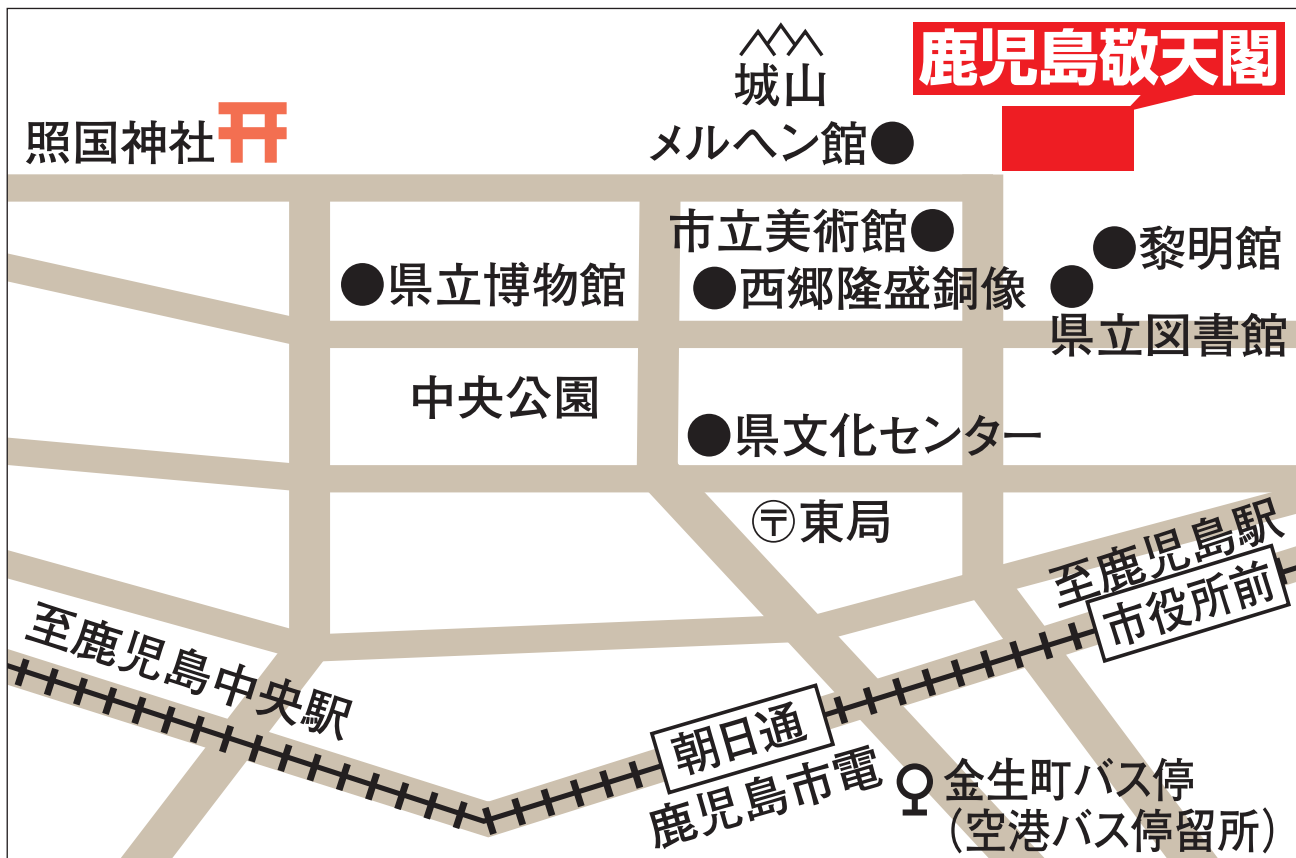 鹿児島敬天閣
城山
照国神社
メルヘン館
市立美術館
黎明館
県立博物館
西郷隆盛銅像
県立図書館
中央公園
県文化センター
〒東局
至鹿児島駅
市役所前
至鹿児島中央駅
朝日通
鹿児島市電
金生町バス停
(空港バス停留所)